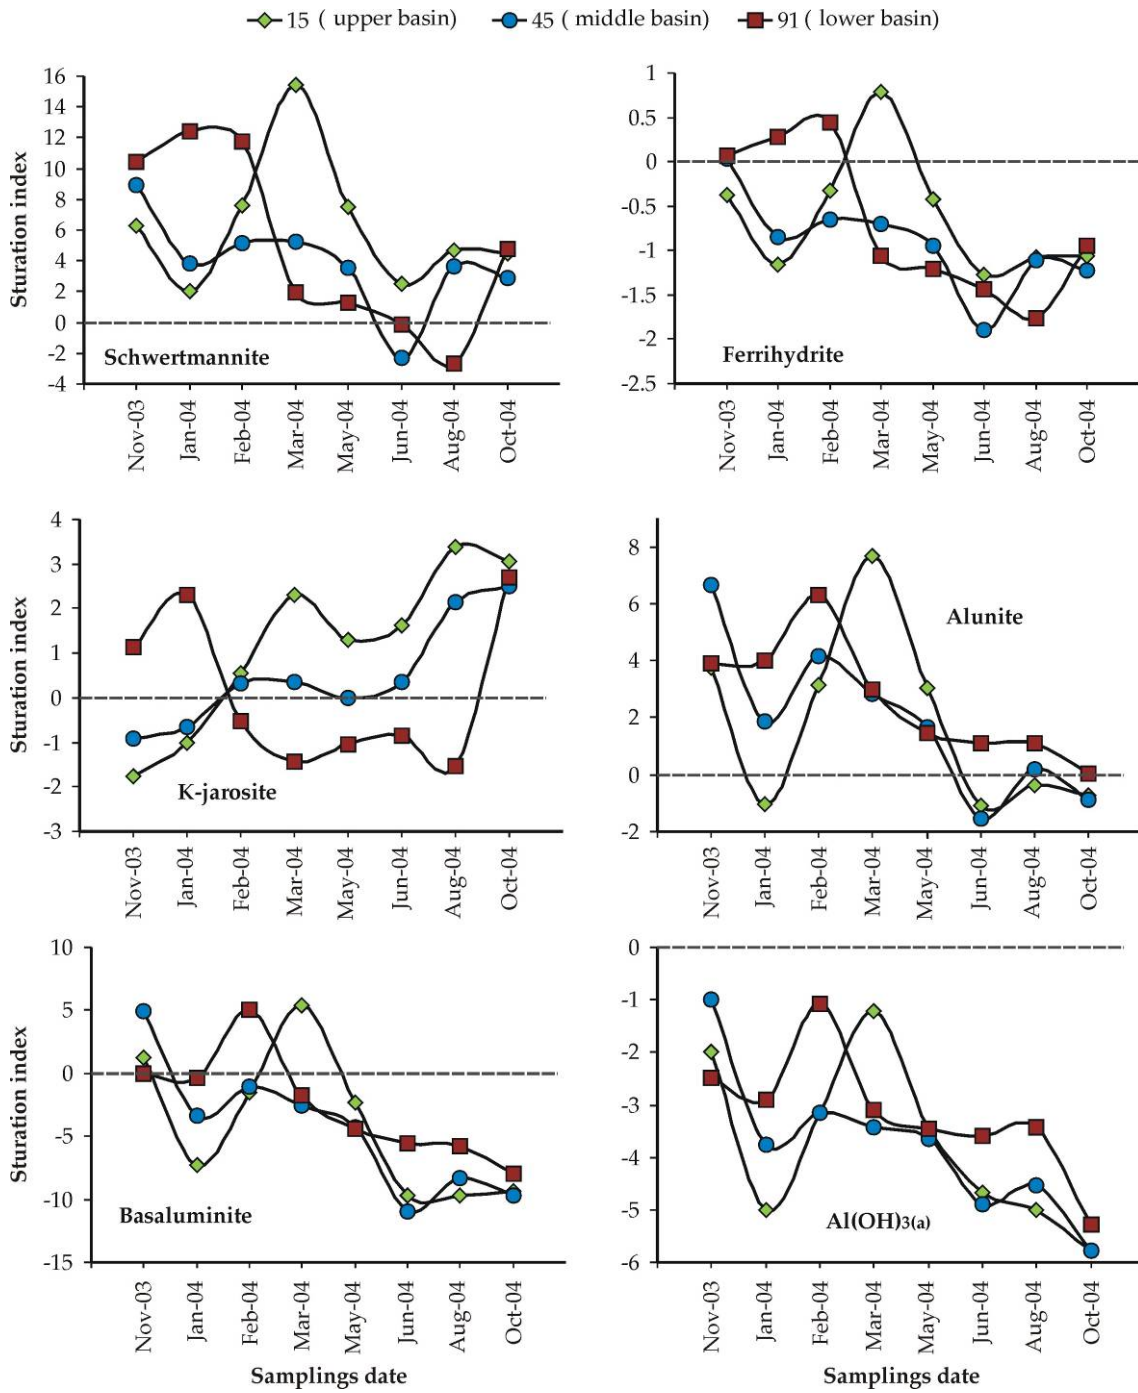 15 ( upper basin) 45 ( middle basin) 91 ( lower basin)
Sturation index
16
14
12
10
8
6
4
2
0
-2
-4
Schwertmannite
Nov-03 Jan-04 Feb-04 Mar-04 May-04 Jun-04 Aug-04 Oct-04
1
0.5
0
-0.5
-1
-1.5
-2
-2.5
Ferrihydrite
Nov-03 Jan-04 Feb-04 Mar-04 May-04 Jun-04 Aug-04 Oct-04
Sturation index
4
3
2
1
0
-1
-2
-3
K-jarosite
Nov-03 Jan-04 Feb-04 Mar-04 May-04 Jun-04 Aug-04 Oct-04
8
6
4
2
0
-2
Alunite
Nov-03 Jan-04 Feb-04 Mar-04 May-04 Jun-04 Aug-04 Oct-04
Sturation index
10
5
0
-5
-10
-15
Basaluminite
Nov-03 Jan-04 Feb-04 Mar-04 May-04 Jun-04 Aug-04 Oct-04
Samplings date
0
-1
-2
-3
-4
-5
-6
Al(OH)3(a)
Nov-03 Jan-04 Feb-04 Mar-04 May-04 Jun-04 Aug-04 Oct-04
Samplings date